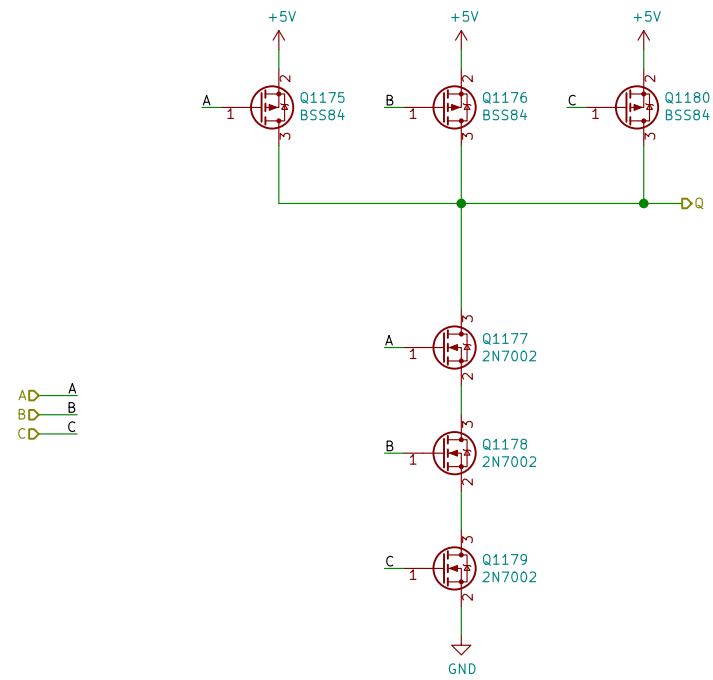 +5V +5V +5V
2 2 2
A 1 Q1175 B 1 Q1176 C 1 Q1180
BSS84 BSS84 BSS84
3 3 3
Q
3
A 1 Q1177
2N7002
2
A A
B B
C C
3
B 1 Q1178
2N7002
2
3
C 1 Q1179
2N7002
2
GND